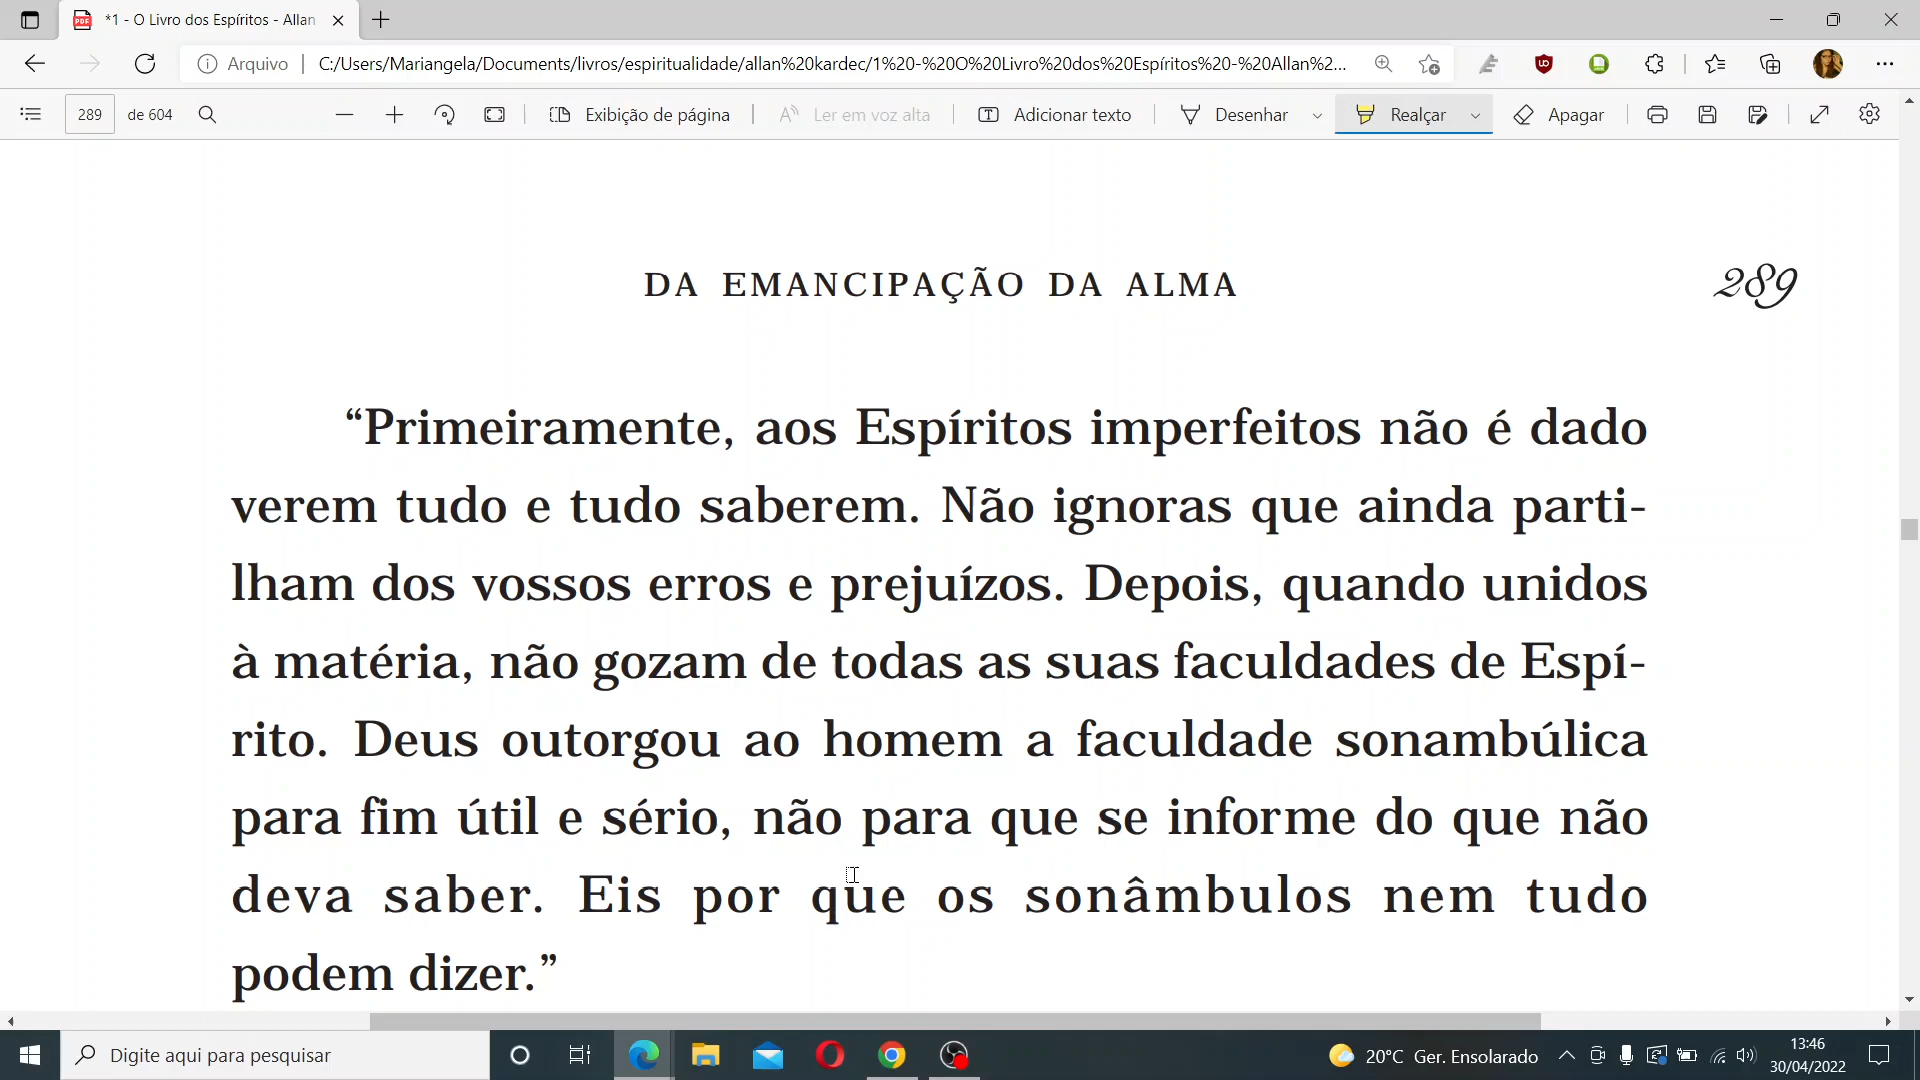 *1 - O Livro dos Espíritos - Allan
Arquivo
C:/Users/Mariangela/Documents/livros/espiritualidade/allan%20kardec/1%20-%20O%20Livro%20dos%20Espíritos%20-%20Allan%2...
289 de 604
Exibição de página
Ler em voz alta
Adicionar texto
Desenhar
Realçar
Apagar
DA EMANCIPAÇÃO DA ALMA
289
“Primeiramente, aos Espíritos imperfeitos não é dado
verem tudo e tudo saberem. Não ignoras que ainda parti-
lham dos vossos erros e prejuízos. Depois, quando unidos
à matéria, não gozam de todas as suas faculdades de Espí-
rito. Deus outorgou ao homem a faculdade sonambúlica
para fim útil e sério, não para que se informe do que não
deva saber. Eis por que os sonâmbulos nem tudo
podem dizer.”
Digite aqui para pesquisar
20°C Ger. Ensolarado
13:46
30/04/2022